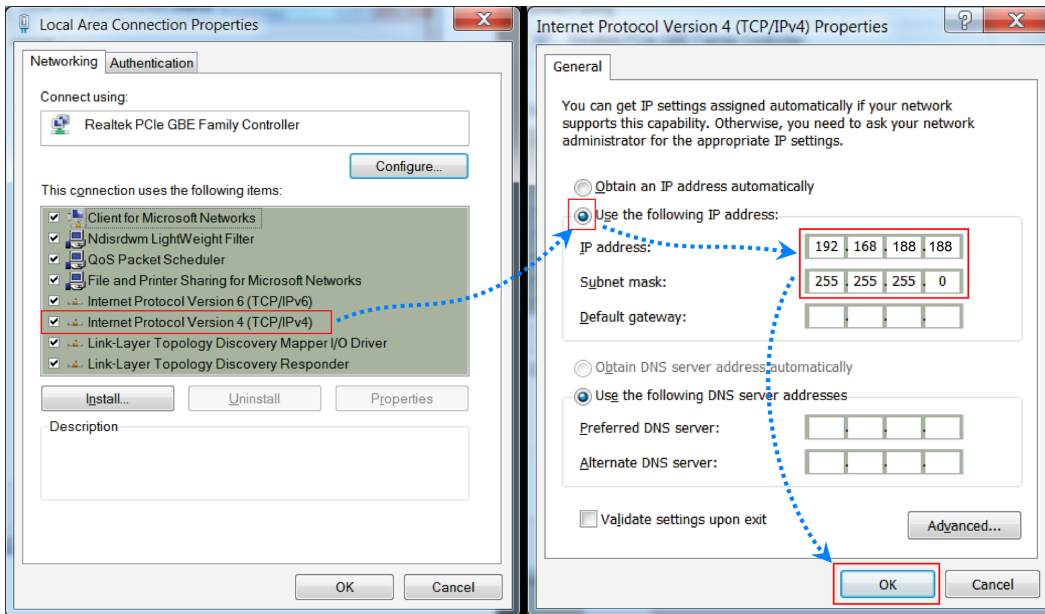 Local Area Connection Properties
Networking
Authentication
Connect using:
Realtek PCIe GBE Family Controller
Configure...
This connection uses the following items:
Client for Microsoft Networks
Ndisrdwm LightWeight Filter
QoS Packet Scheduler
File and Printer Sharing for Microsoft Networks
Internet Protocol Version 6 (TCP/IPv6)
Internet Protocol Version 4 (TCP/IPv4)
Link-Layer Topology Discovery Mapper I/O Driver
Link-Layer Topology Discovery Responder
Install...
Uninstall
Properties
Description
OK
Cancel
Internet Protocol Version 4 (TCP/IPv4) Properties
General
You can get IP settings assigned automatically if your network
supports this capability. Otherwise, you need to ask your network
administrator for the appropriate IP settings.
Obtain an IP address automatically
Use the following IP address:
IP address:
192 . 168 . 188 . 188
Subnet mask:
255 . 255 . 255 . 0
Default gateway:
. . .
Obtain DNS server address automatically
Use the following DNS server addresses
Preferred DNS server:
. . .
Alternate DNS server:
. . .
Validate settings upon exit
Advanced...
OK
Cancel